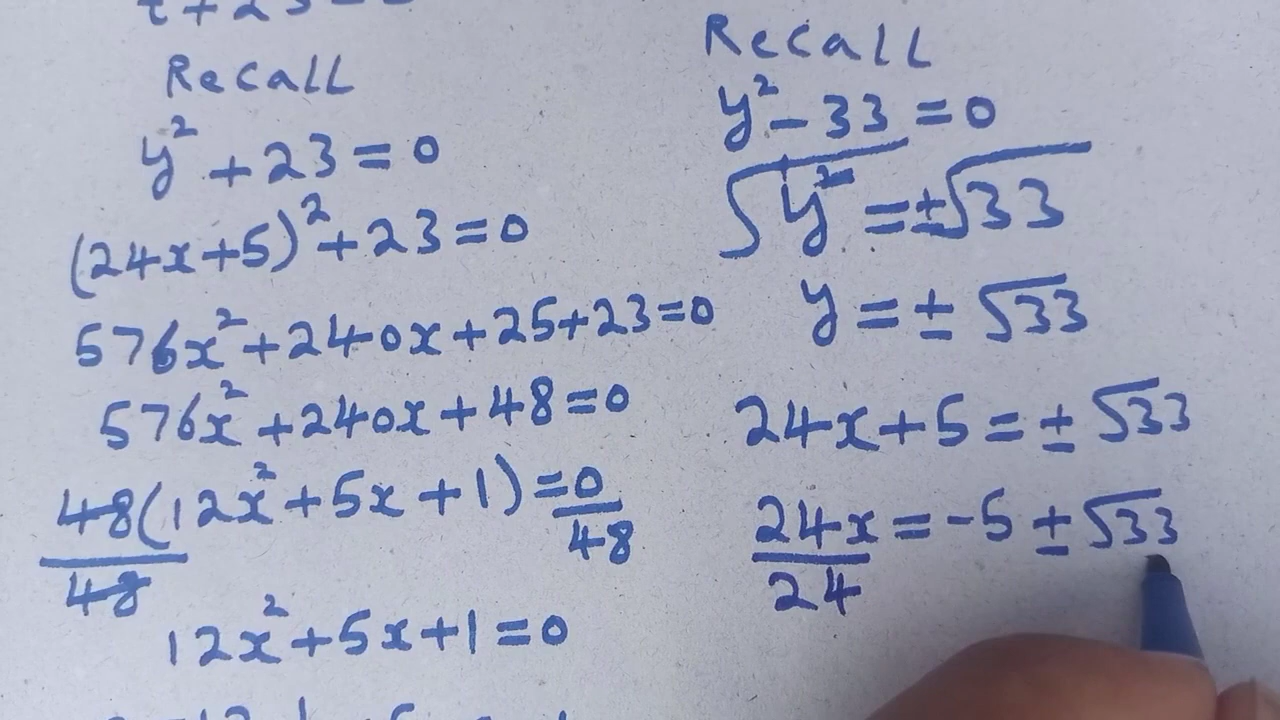 Recall
y² + 23 = 0
(24x+5)² + 23 = 0
576x² + 240x + 25 + 23 = 0
576x² + 240x + 48 = 0
48(12x² + 5x + 1) = 0
48 48
12x² + 5x + 1 = 0
Recall
y² - 33 = 0
√y² = ±√33
y = ± √33
24x + 5 = ± √33
24x = -5 ± √33
24